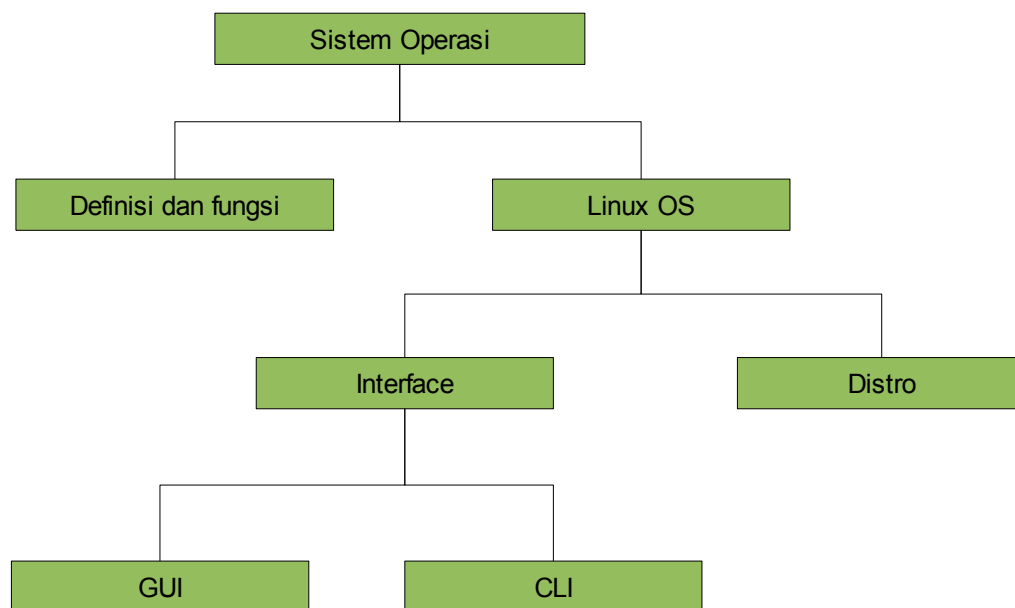 Sistem Operasi
Definisi dan fungsi
Linux OS
Interface
Distro
GUI
CLI